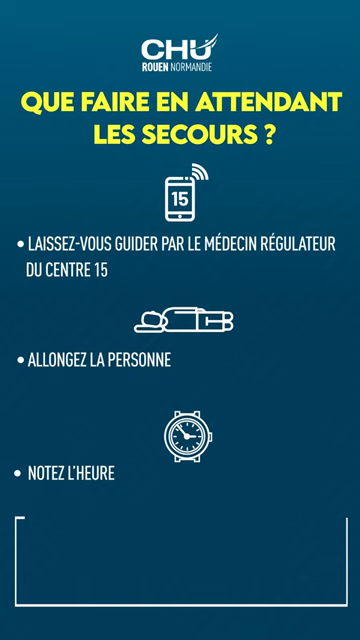 CHU
ROUEN NORMANDIE
QUE FAIRE EN ATTENDANT
LES SECOURS ?
15
• LAISSEZ-VOUS GUIDER PAR LE MÉDECIN RÉGULATEUR
DU CENTRE 15
• ALLONGEZ LA PERSONNE
• NOTEZ L'HEURE